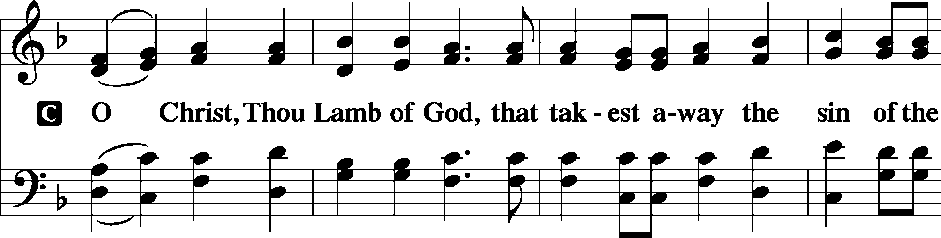 C O Christ, Thou Lamb of God, that tak - est a-way the sin of the